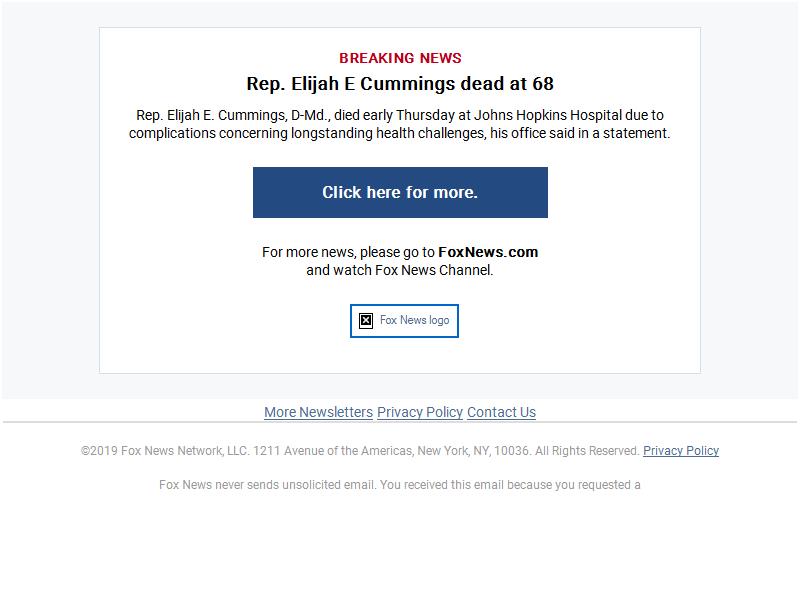 BREAKING NEWS
Rep. Elijah E Cummings dead at 68
Rep. Elijah E. Cummings, D-Md., died early Thursday at Johns Hopkins Hospital due to
complications concerning longstanding health challenges, his office said in a statement.
Click here for more.
For more news, please go to FoxNews.com
and watch Fox News Channel.
Fox News logo
More Newsletters Privacy Policy Contact Us
©2019 Fox News Network, LLC. 1211 Avenue of the Americas, New York, NY, 10036. All Rights Reserved. Privacy Policy
Fox News never sends unsolicited email. You received this email because you requested a